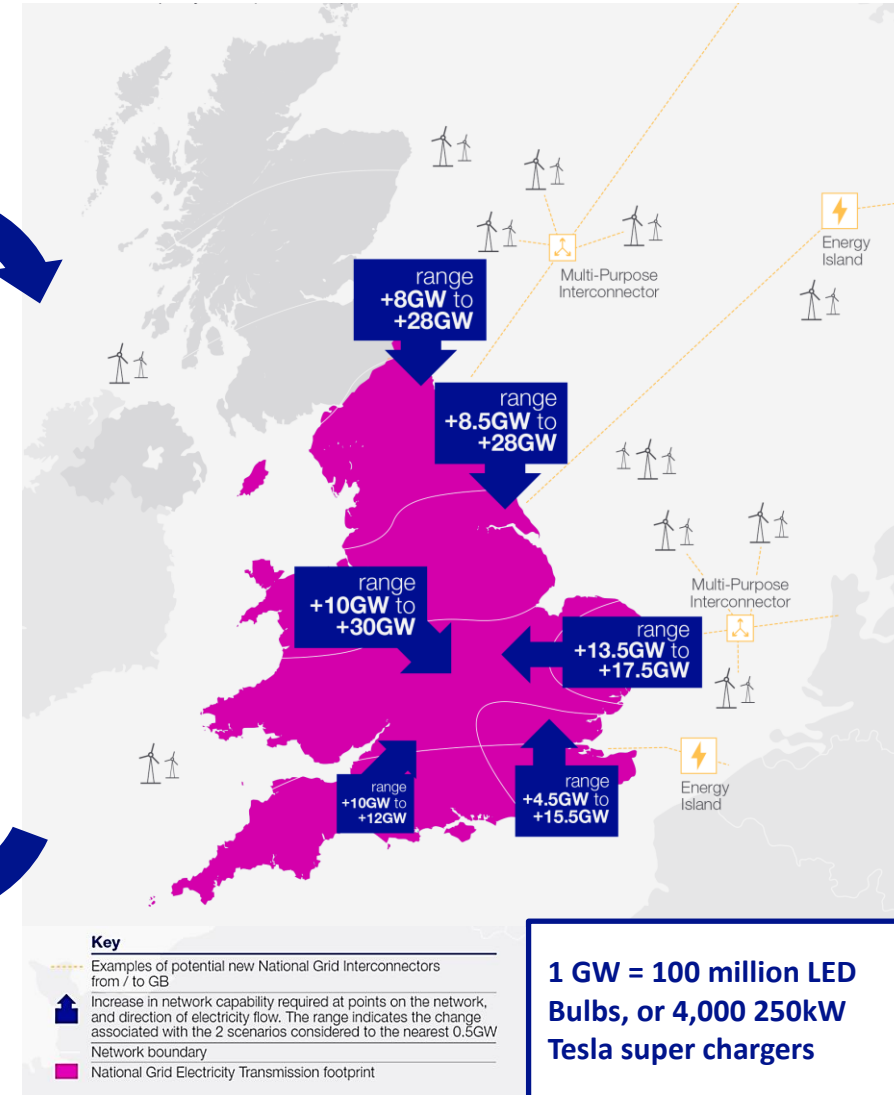 range
+8GW to
+28GW
Multi-Purpose
Interconnector
Energy
Island
range
+8.5GW to
+28GW
range
+10GW to
+30GW
Multi-Purpose
Interconnector
range
+13.5GW to
+17.5GW
range
+10GW to
+12GW
range
+4.5GW to
+15.5GW
Energy
Island
Key
Examples of potential new National Grid Interconnectors
from / to GB
Increase in network capability required at points on the network,
and direction of electricity flow. The range indicates the change
associated with the 2 scenarios considered to the nearest 0.5GW
Network boundary
National Grid Electricity Transmission footprint
1 GW = 100 million LED
Bulbs, or 4,000 250kW
Tesla super chargers